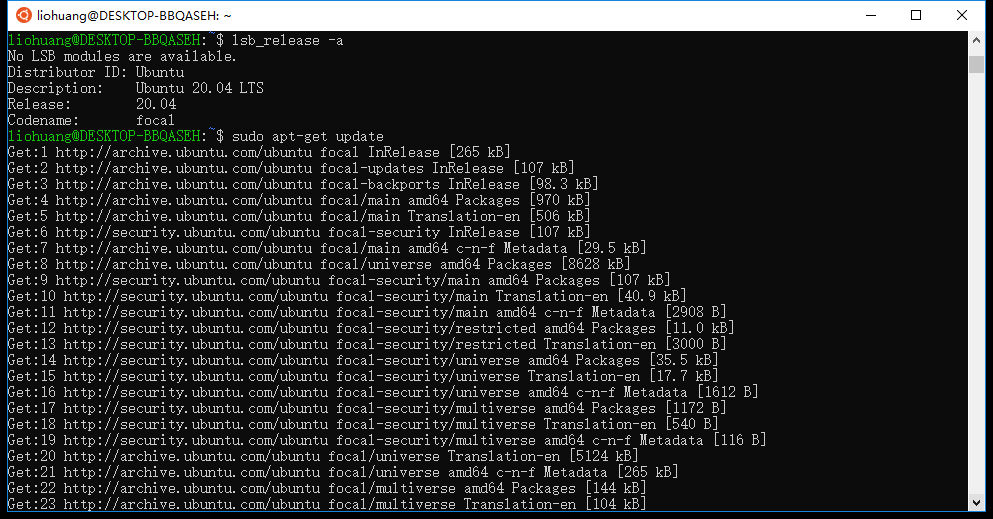 liohuang@DESKTOP-BBQASEH: ~
liohuang@DESKTOP-BBQASEH:~$ lsb_release -a
No LSB modules are available.
Distributor ID: Ubuntu
Description:    Ubuntu 20.04 LTS
Release:        20.04
Codename:       focal
liohuang@DESKTOP-BBQASEH:~$ sudo apt-get update
Get:1 http://archive.ubuntu.com/ubuntu focal InRelease [265 kB]
Get:2 http://archive.ubuntu.com/ubuntu focal-updates InRelease [107 kB]
Get:3 http://archive.ubuntu.com/ubuntu focal-backports InRelease [98.3 kB]
Get:4 http://archive.ubuntu.com/ubuntu focal/main amd64 Packages [970 kB]
Get:5 http://archive.ubuntu.com/ubuntu focal/main Translation-en [506 kB]
Get:6 http://security.ubuntu.com/ubuntu focal-security InRelease [107 kB]
Get:7 http://archive.ubuntu.com/ubuntu focal/main amd64 c-n-f Metadata [29.5 kB]
Get:8 http://archive.ubuntu.com/ubuntu focal/universe amd64 Packages [8628 kB]
Get:9 http://security.ubuntu.com/ubuntu focal-security/main amd64 Packages [107 kB]
Get:10 http://security.ubuntu.com/ubuntu focal-security/main Translation-en [40.9 kB]
Get:11 http://security.ubuntu.com/ubuntu focal-security/main amd64 c-n-f Metadata [2908 B]
Get:12 http://security.ubuntu.com/ubuntu focal-security/restricted amd64 Packages [11.0 kB]
Get:13 http://security.ubuntu.com/ubuntu focal-security/restricted Translation-en [3000 B]
Get:14 http://security.ubuntu.com/ubuntu focal-security/universe amd64 Packages [35.5 kB]
Get:15 http://security.ubuntu.com/ubuntu focal-security/universe Translation-en [17.7 kB]
Get:16 http://security.ubuntu.com/ubuntu focal-security/universe amd64 c-n-f Metadata [1612 B]
Get:17 http://security.ubuntu.com/ubuntu focal-security/multiverse amd64 Packages [1172 B]
Get:18 http://security.ubuntu.com/ubuntu focal-security/multiverse Translation-en [540 B]
Get:19 http://security.ubuntu.com/ubuntu focal-security/multiverse amd64 c-n-f Metadata [116 B]
Get:20 http://archive.ubuntu.com/ubuntu focal/universe Translation-en [5124 kB]
Get:21 http://archive.ubuntu.com/ubuntu focal/universe amd64 c-n-f Metadata [265 kB]
Get:22 http://archive.ubuntu.com/ubuntu focal/multiverse amd64 Packages [144 kB]
Get:23 http://archive.ubuntu.com/ubuntu focal/multiverse Translation-en [104 kB]